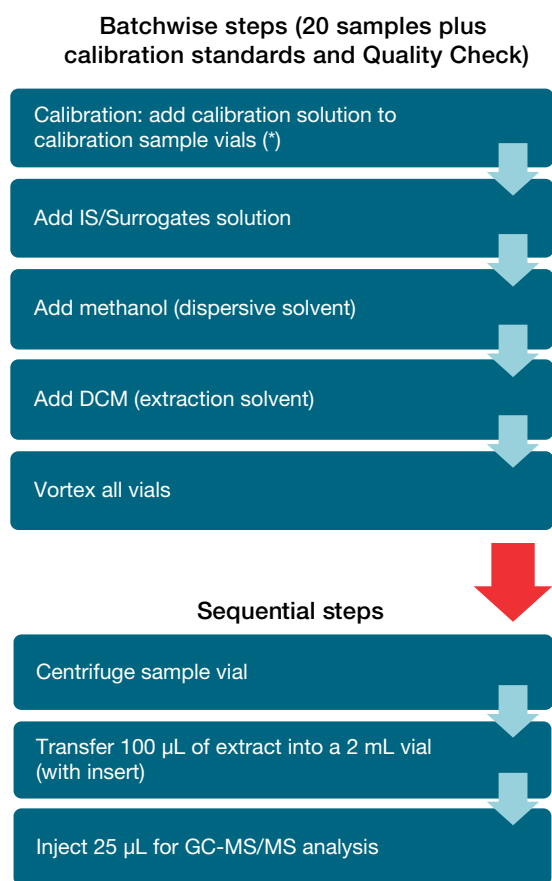 Batchwise steps (20 samples plus
calibration standards and Quality Check)
Calibration: add calibration solution to
calibration sample vials (*)
Add IS/Surrogates solution
Add methanol (dispersive solvent)
Add DCM (extraction solvent)
Vortex all vials
Sequential steps
Centrifuge sample vial
Transfer 100 µL of extract into a 2 mL vial
(with insert)
Inject 25 µL for GC-MS/MS analysis